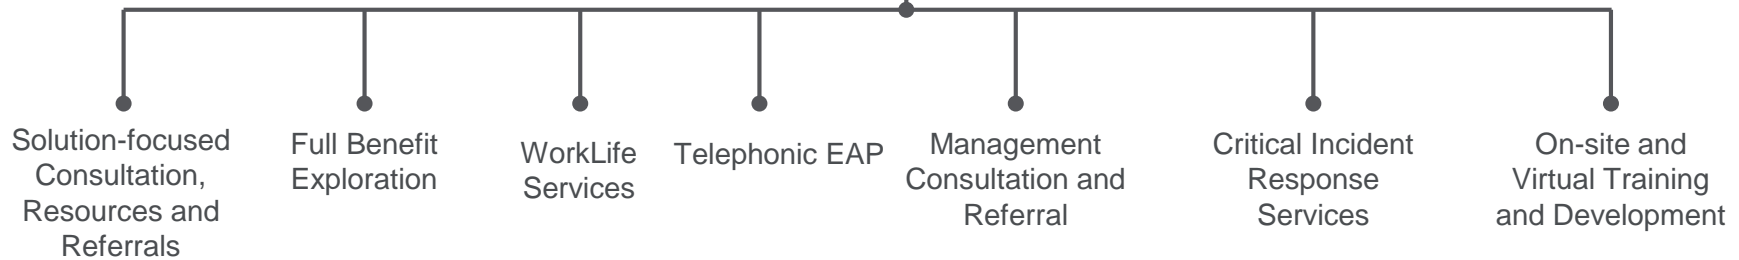 Solution-focused
Consultation,
Resources and
Referrals
Full Benefit
Exploration
WorkLife
Services
Telephonic EAP
Management
Consultation and
Referral
Critical Incident
Response
Services
On-site and
Virtual Training
and Development